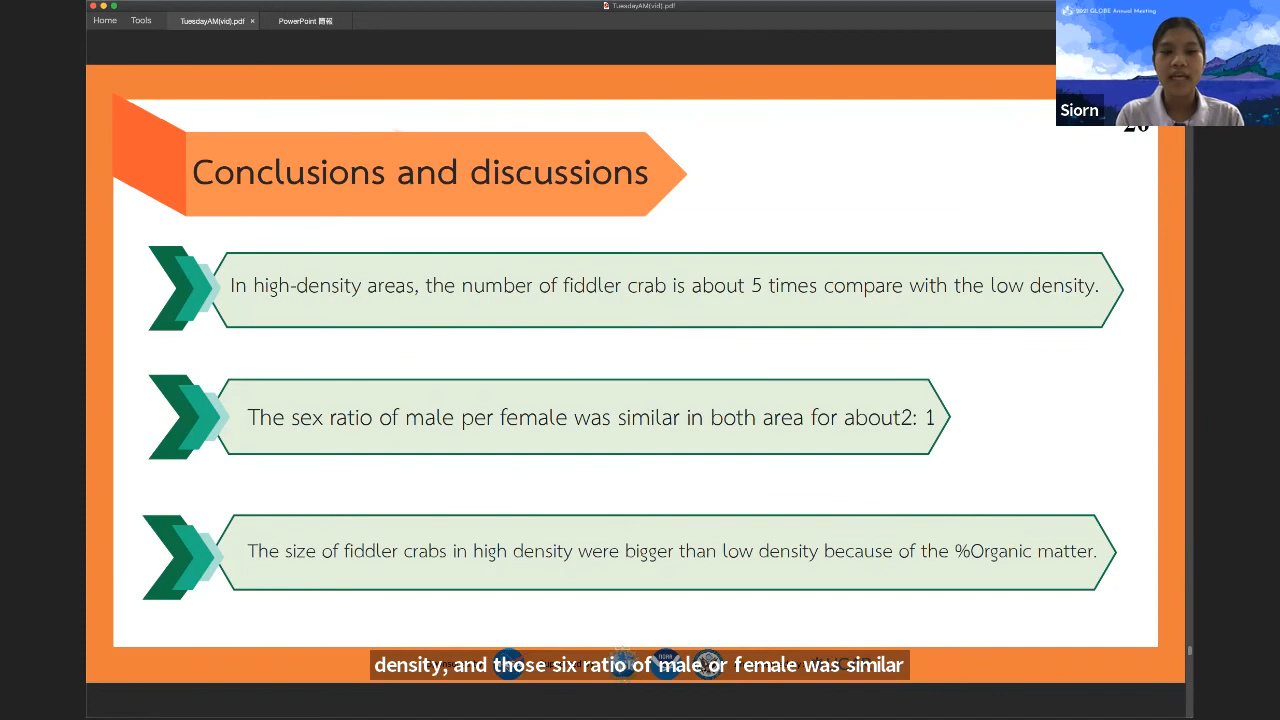 TuesdayAM(vid).pdf
Home Tools TuesdayAM(vid).pdf × PowerPoint 簡報
2021 GLOBE Annual Meeting
Siorn
Conclusions and discussions
In high-density areas, the number of fiddler crab is about 5 times compare with the low density.
The sex ratio of male per female was similar in both area for about2: 1
The size of fiddler crabs in high density were bigger than low density because of the %Organic matter.
density, and those six ratio of male or female was similar